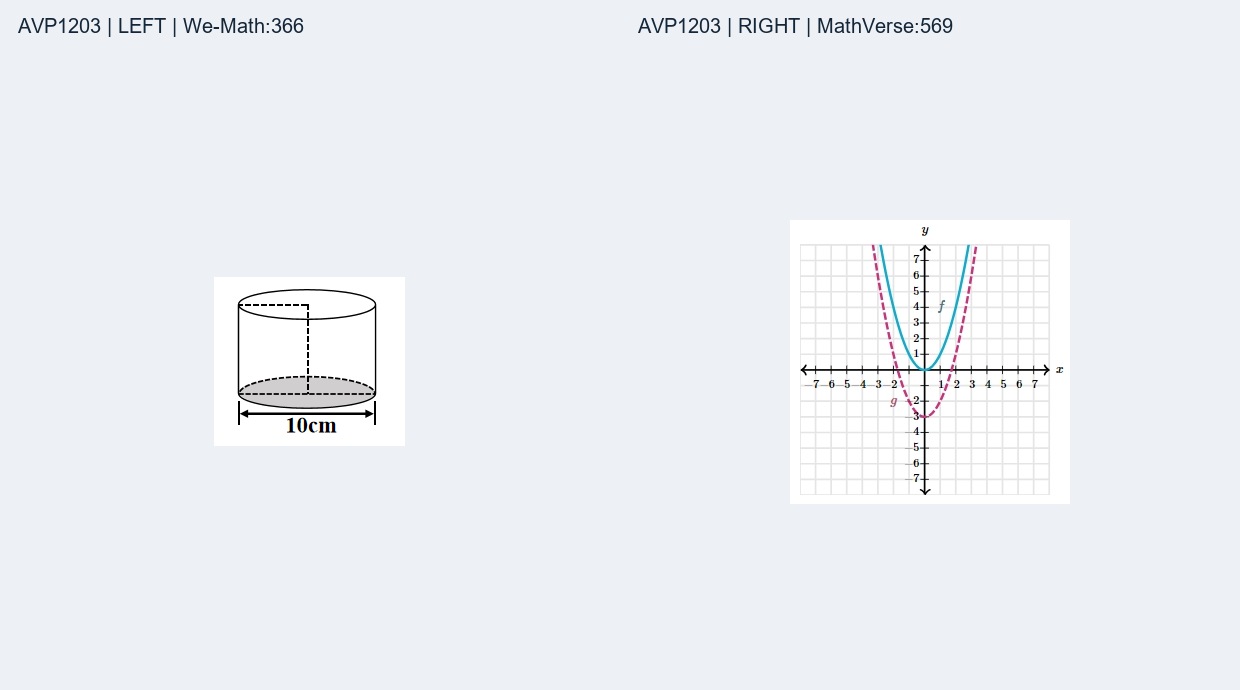 AVP1203 | LEFT | We-Math:366
AVP1203 | RIGHT | MathVerse:569
10cm
y
7
6
5
4
3
2
1
f
x
-7 -6 -5 -4 -3 -2 1 2 3 4 5 6 7
g
-2
-3
-4
-5
-6
-7